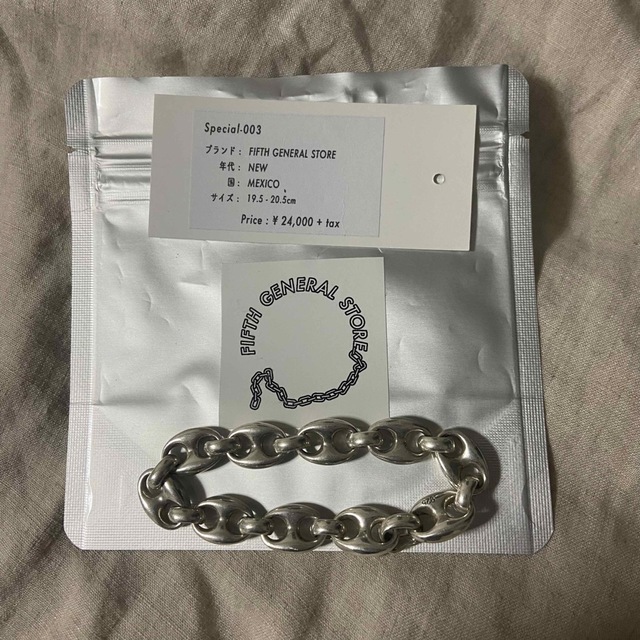 Special-003
ブランド： FIFTH GENERAL STORE
年代： NEW
国： MEXICO
サイズ： 19.5 - 20.5cm
Price : ¥ 24,000 + tax
FIFTH GENERAL STORE